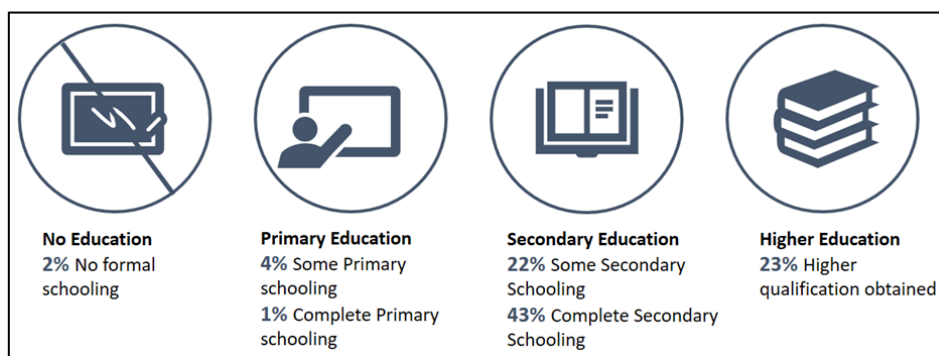 No Education
2% No formal
schooling
Primary Education
4% Some Primary
schooling
1% Complete Primary
schooling
Secondary Education
22% Some Secondary
Schooling
43% Complete Secondary
Schooling
Higher Education
23% Higher
qualification obtained